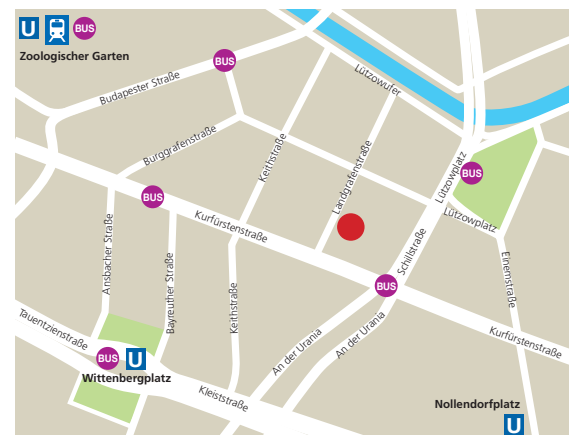 U BUS
Zoologischer Garten
BUS
Budapester Straße
Lützowufer
Burggrafenstraße
Keithstraße
Landgrafenstraße
Lützowplatz
BUS
BUS
Kurfürstenstraße
Lützowplatz
Ansbacher Straße
Bayreuther Straße
Schillstraße
Einemstraße
BUS
Keithstraße
An der Urania
An der Urania
Kurfürstenstraße
Tauentzienstraße
BUS U
Wittenbergplatz
Kleiststraße
Nollendorfplatz
U